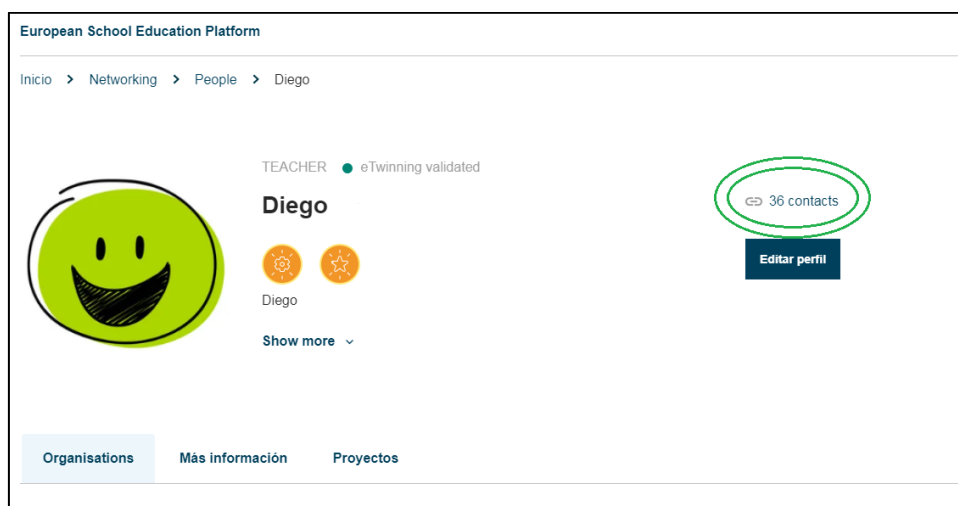 European School Education Platform
Inicio > Networking > People > Diego
TEACHER eTwinning validated
Diego
36 contacts
Editar perfil
Diego
Show more
Organisations Más información Proyectos